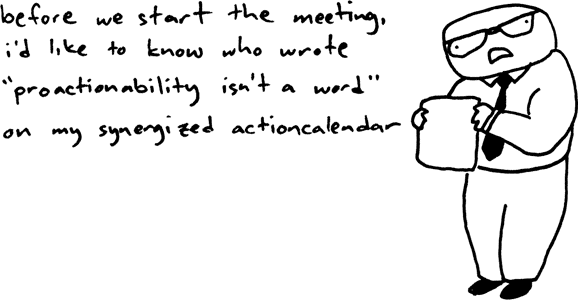 before we start the meeting,
i'd like to know who wrote
"proactionability isn't a word"
on my synergized actioncalendar